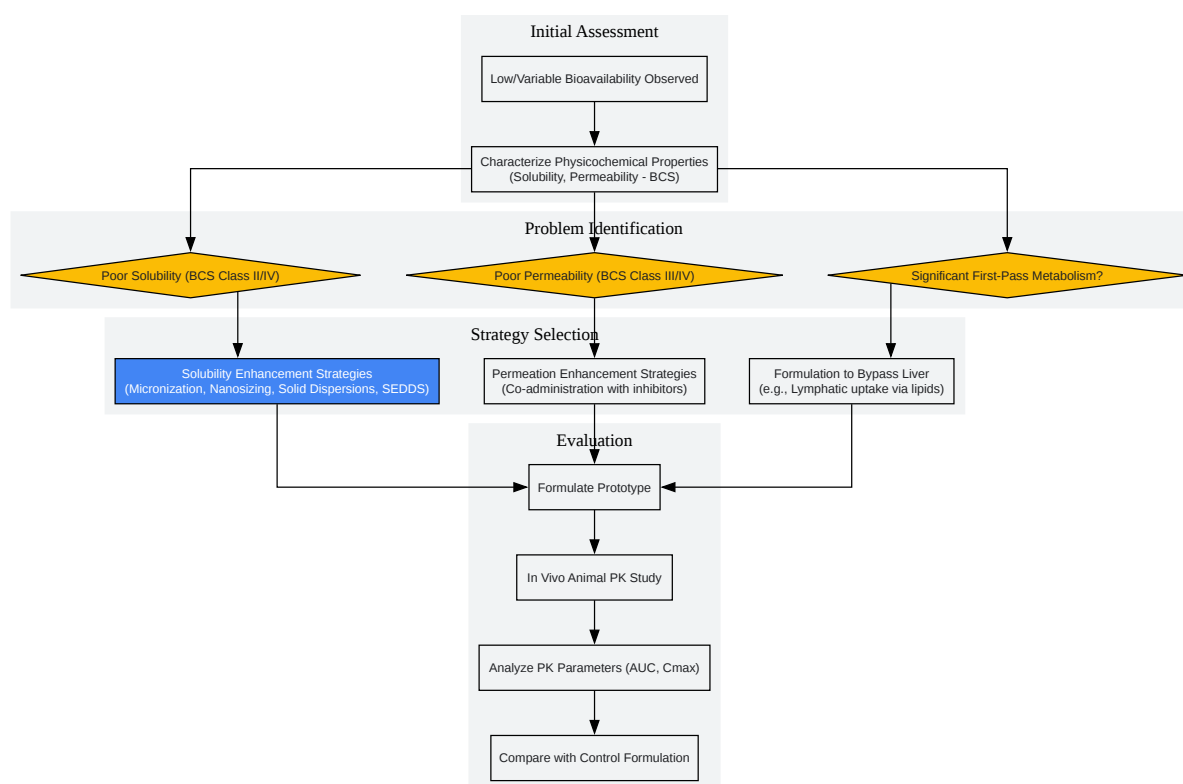 Initial Assessment
Low/Variable Bioavailability Observed
Characterize Physicochemical Properties
(Solubility, Permeability - BCS)
Problem Identification
Poor Solubility (BCS Class II/IV)
Poor Permeability (BCS Class III/IV)
Significant First-Pass Metabolism?
Strategy Selection
Solubility Enhancement Strategies
(Micronization, Nanosizing, Solid Dispersions, SEDDS)
Permeation Enhancement Strategies
(Co-administration with inhibitors)
Formulation to Bypass Liver
(e.g., Lymphatic uptake via lipids)
Evaluation
Formulate Prototype
In Vivo Animal PK Study
Analyze PK Parameters (AUC, Cmax)
Compare with Control Formulation